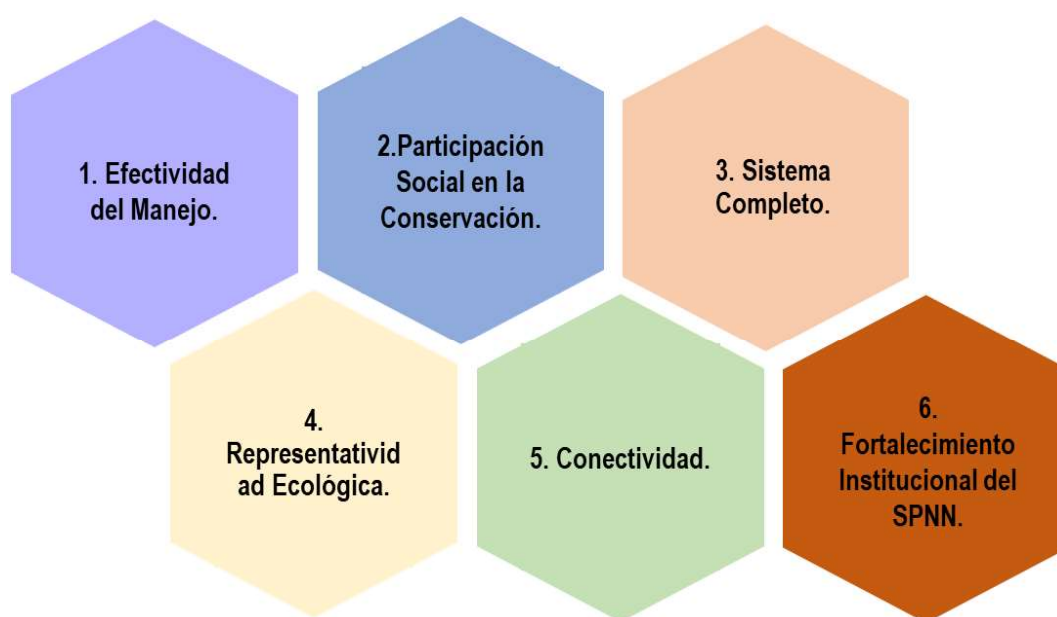 1. Efectividad
del Manejo.
2.Participación
Social en la
Conservación.
3. Sistema
Completo.
4.
Representativid
ad Ecológica.
5. Conectividad.
6.
Fortalecimiento
Institucional del
SPNN.